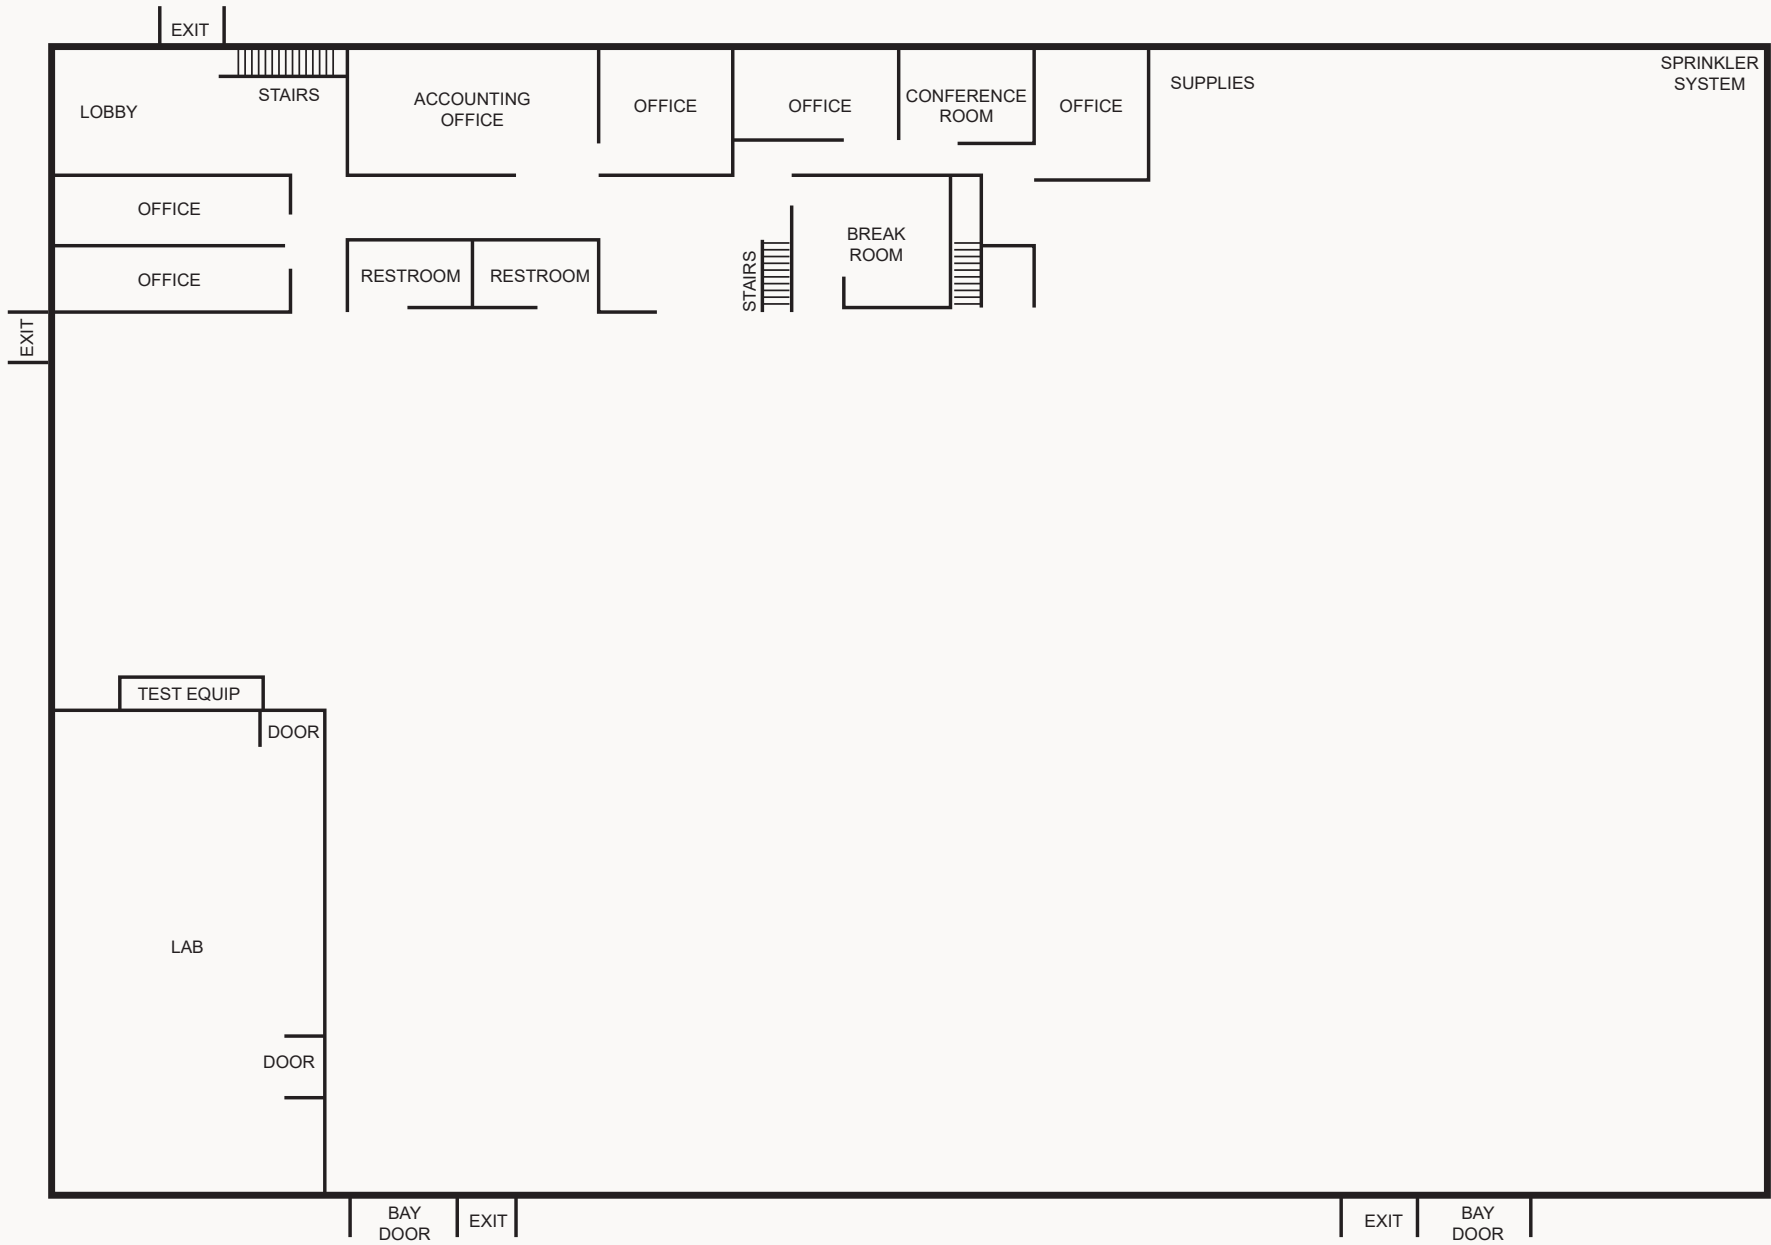 EXIT
SPRINKLER
SYSTEM
SUPPLIES
STAIRS
LOBBY
ACCOUNTING
OFFICE
OFFICE
OFFICE
CONFERENCE
ROOM
OFFICE
OFFICE
BREAK
ROOM
OFFICE
RESTROOM
RESTROOM
STAIRS
EXIT
TEST EQUIP
DOOR
LAB
DOOR
BAY
DOOR
EXIT
EXIT
BAY
DOOR